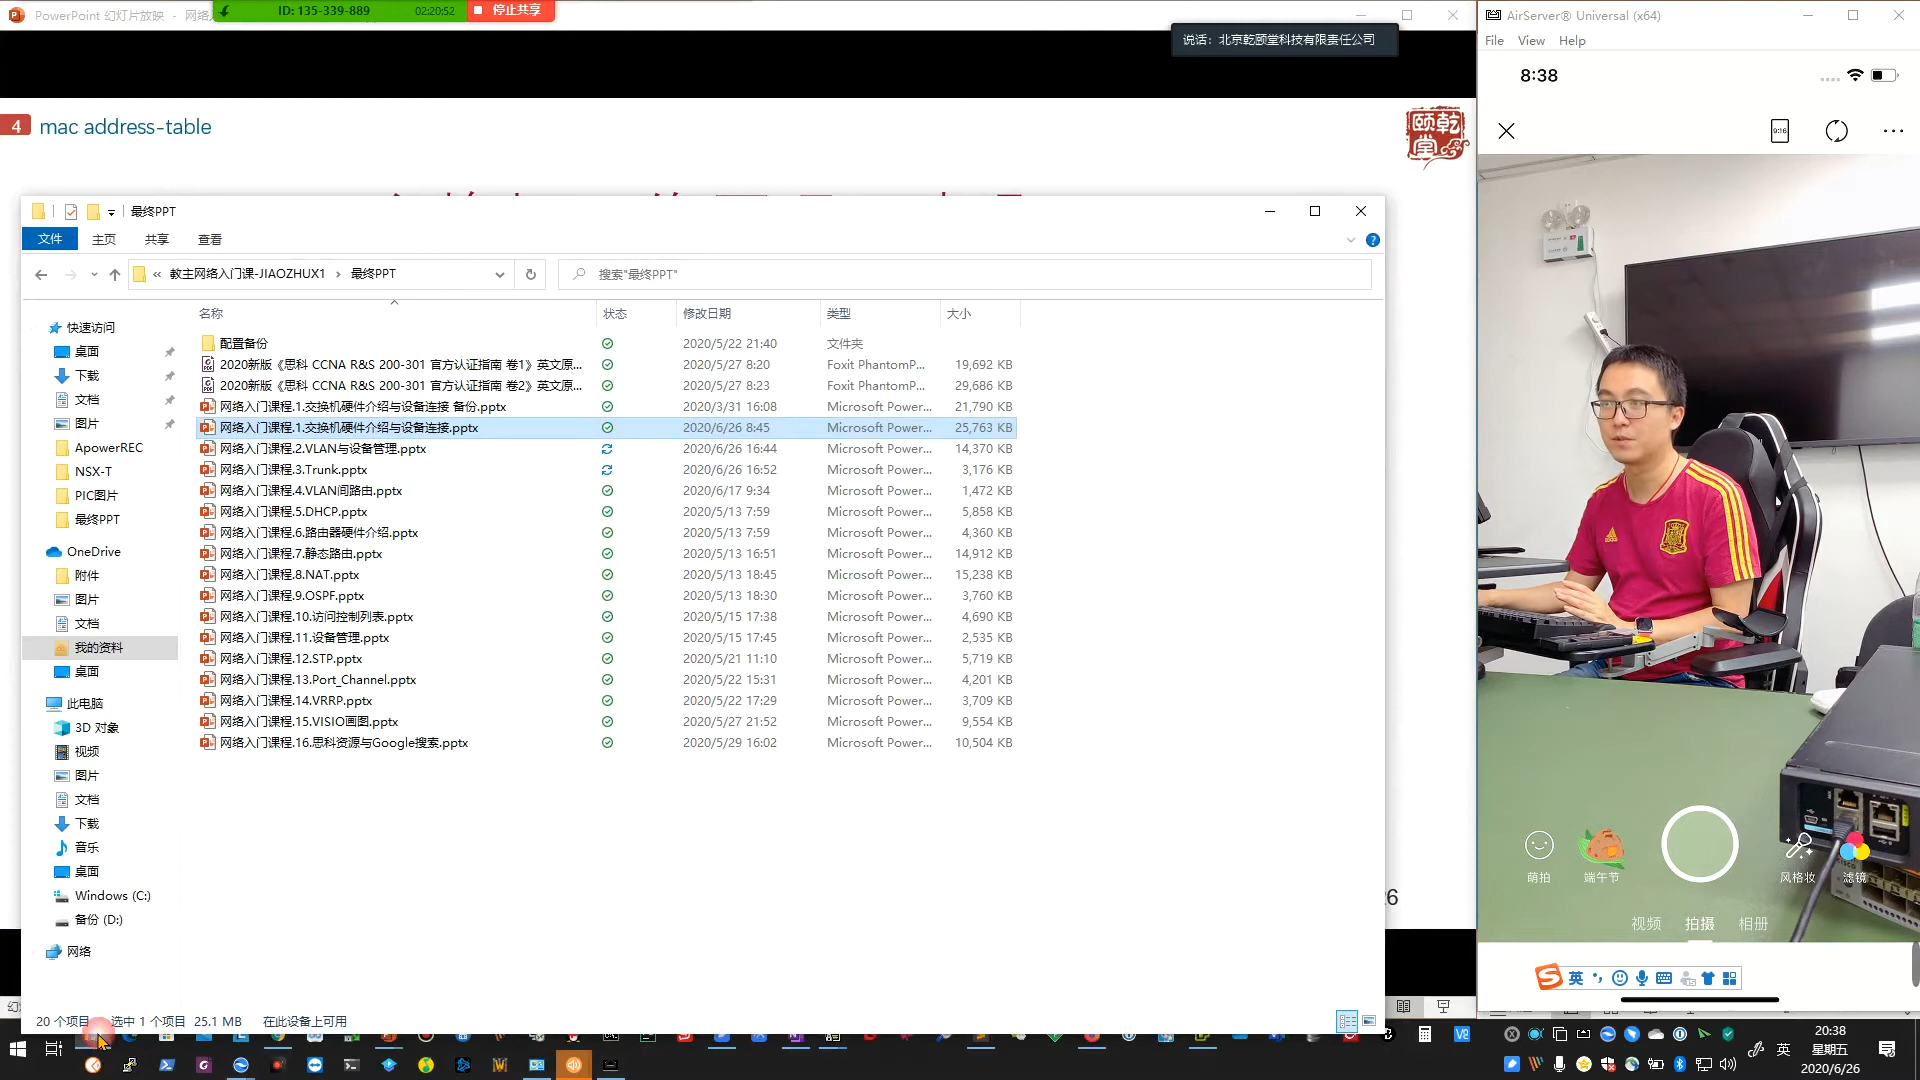 PowerPoint 幻灯片放映 - 网络
ID: 135-339-889
02:20:52
停止共享
说话: 北京乾颐堂科技有限责任公司
AirServer® Universal (x64)
File View Help
8:38
9:16
4 mac address-table
乾颐堂
最终PPT
文件 主页 共享 查看
教主网络入门课-JIAOZHUX1 › 最终PPT
搜索"最终PPT"
名称 状态 修改日期 类型 大小
配置备份 2020/5/22 21:40 文件夹
2020新版《思科 CCNA R&S 200-301 官方认证指南 卷1》英文原... 2020/5/27 8:20 Foxit PhantomP... 19,692 KB
2020新版《思科 CCNA R&S 200-301 官方认证指南 卷2》英文原... 2020/5/27 8:23 Foxit PhantomP... 29,686 KB
网络入门课程.1.交换机硬件介绍与设备连接 备份.pptx 2020/3/31 16:08 Microsoft Power... 21,790 KB
网络入门课程.1.交换机硬件介绍与设备连接.pptx 2020/6/26 8:45 Microsoft Power... 25,763 KB
网络入门课程.2.VLAN与设备管理.pptx 2020/6/26 16:44 Microsoft Power... 14,370 KB
网络入门课程.3.Trunk.pptx 2020/6/26 16:52 Microsoft Power... 3,176 KB
网络入门课程.4.VLAN间路由.pptx 2020/6/17 9:34 Microsoft Power... 1,472 KB
网络入门课程.5.DHCP.pptx 2020/5/13 7:59 Microsoft Power... 5,858 KB
网络入门课程.6.路由器硬件介绍.pptx 2020/5/13 7:59 Microsoft Power... 4,360 KB
网络入门课程.7.静态路由.pptx 2020/5/13 16:51 Microsoft Power... 14,912 KB
网络入门课程.8.NAT.pptx 2020/5/13 18:45 Microsoft Power... 15,238 KB
网络入门课程.9.OSPF.pptx 2020/5/13 18:30 Microsoft Power... 3,760 KB
网络入门课程.10.访问控制列表.pptx 2020/5/15 17:38 Microsoft Power... 4,690 KB
网络入门课程.11.设备管理.pptx 2020/5/15 17:45 Microsoft Power... 2,535 KB
网络入门课程.12.STP.pptx 2020/5/21 11:10 Microsoft Power... 5,719 KB
网络入门课程.13.Port_Channel.pptx 2020/5/22 15:31 Microsoft Power... 4,201 KB
网络入门课程.14.VRRP.pptx 2020/5/22 17:29 Microsoft Power... 3,709 KB
网络入门课程.15.VISIO画图.pptx 2020/5/27 21:52 Microsoft Power... 9,554 KB
网络入门课程.16.思科资源与Google搜索.pptx 2020/5/29 16:02 Microsoft Power... 10,504 KB
快速访问
桌面
下载
文档
图片
ApowerREC
NSX-T
PIC图片
最终PPT
OneDrive
附件
图片
文档
我的资料
桌面
此电脑
3D 对象
视频
图片
文档
下载
音乐
桌面
Windows (C:)
备份 (D:)
网络
20 个项目 选中 1 个项目 25.1 MB 在此设备上可用
萌拍 端午节 风格妆 滤镜
视频 拍摄 相册
英
英
20:38
星期五
2020/6/26